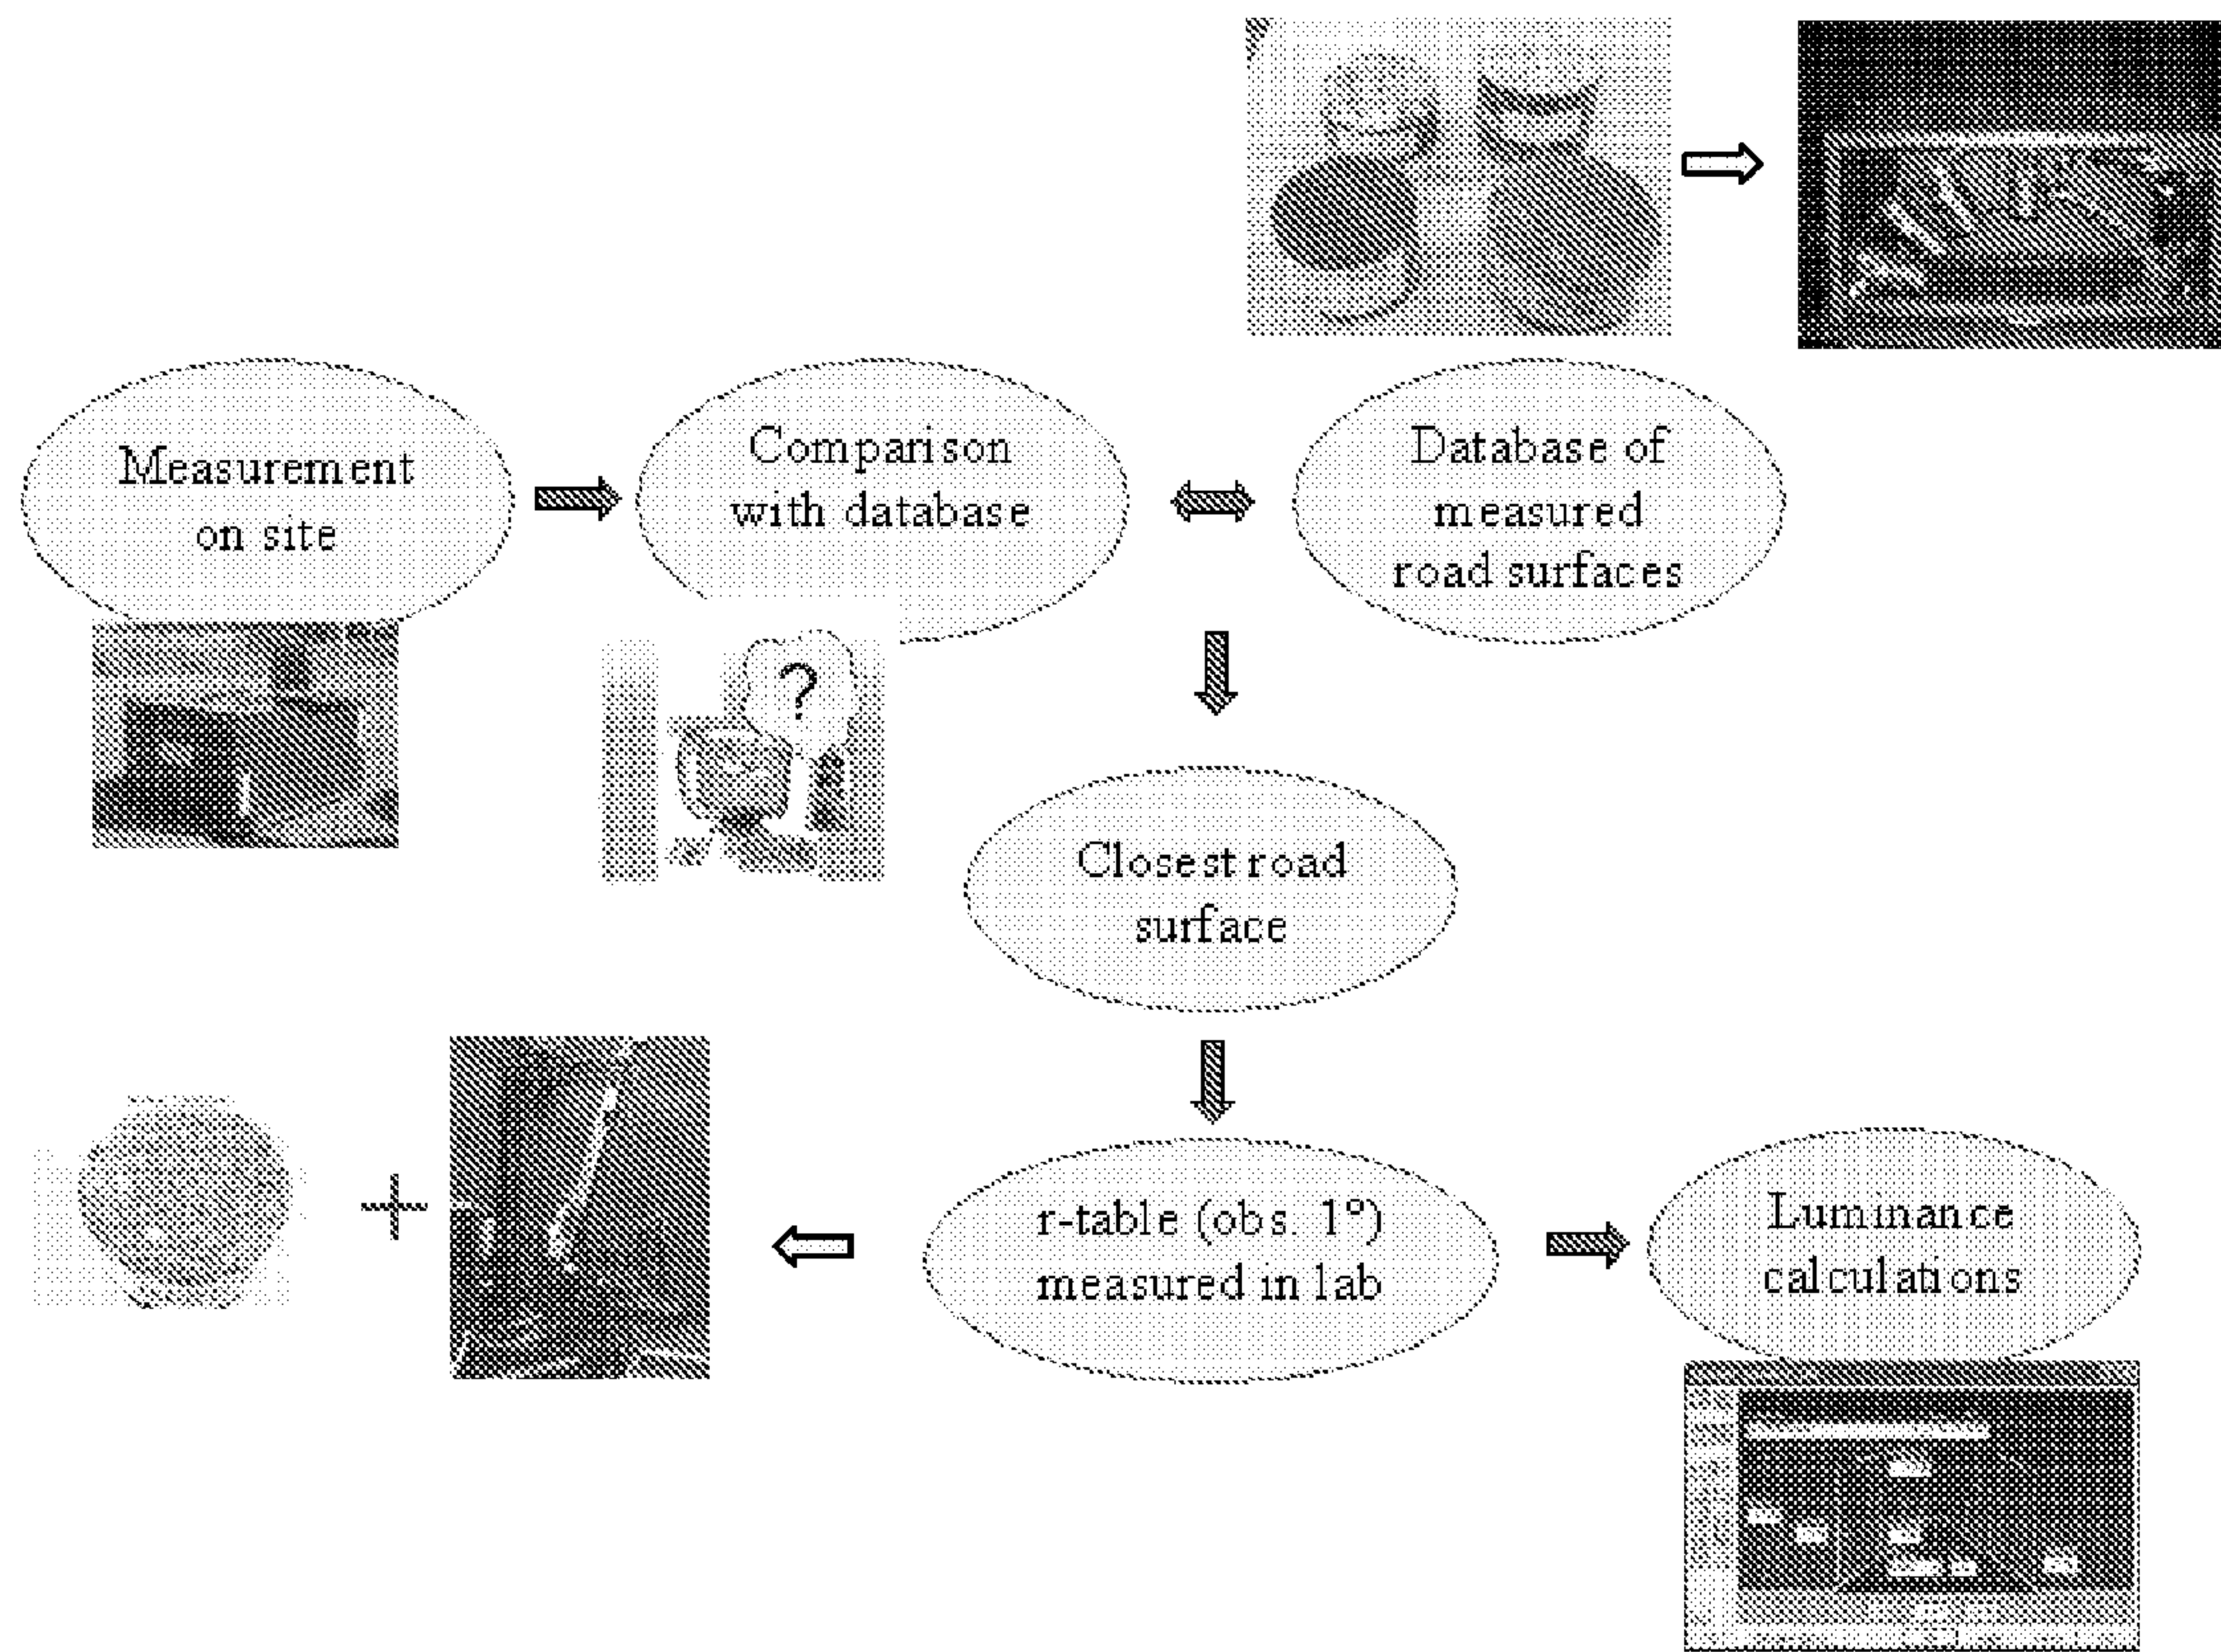 Measurement
on site
Comparison
with database
Database of
measured
road surfaces
?
Closest road
surface
r-table (obs. 1°)
measured in lab
Luminance
calculations